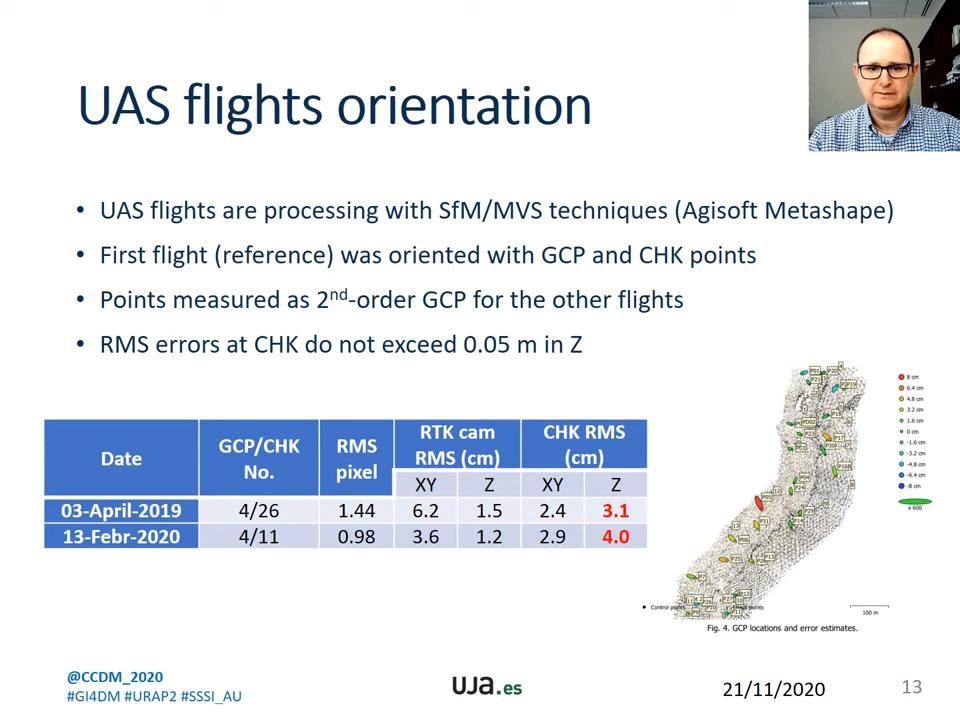 UAS flights orientation
• UAS flights are processing with SfM/MVS techniques (Agisoft Metashape)
• First flight (reference) was oriented with GCP and CHK points
• Points measured as 2nd-order GCP for the other flights
• RMS errors at CHK do not exceed 0.05 m in Z
Date GCP/CHK No. RMS pixel RTK cam RMS (cm) CHK RMS (cm)
XY Z XY Z
03-April-2019 4/26 1.44 6.2 1.5 2.4 3.1
13-Febr-2020 4/11 0.98 3.6 1.2 2.9 4.0
8 cm
6.4 cm
4.8 cm
3.2 cm
1.6 cm
0 cm
-1.6 cm
-3.2 cm
-4.8 cm
-6.4 cm
-8 cm
x 600
Control points
100 m
Fig. 4. GCP locations and error estimates.
@CCDM_2020
#GI4DM #URAP2 #SSSI_AU
uja.es
21/11/2020
13